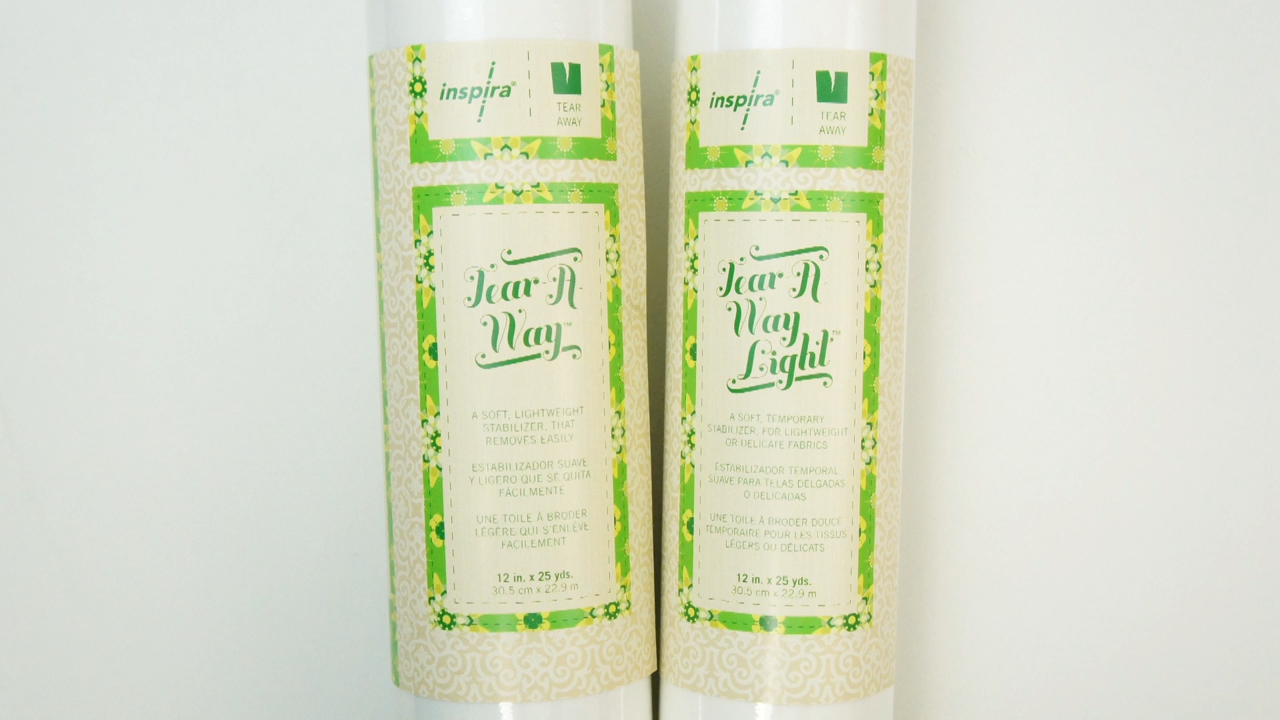 inspira®
TEAR
AWAY
Tear-A-
Way™
A SOFT, LIGHTWEIGHT
STABILIZER, THAT
REMOVES EASILY
ESTABILIZADOR SUAVE
Y LIGERO QUE SE QUITA
FÁCILMENTE
UNE TOILE À BRODER
LÉGÈRE QUI S'ENLÈVE
FACILEMENT
12 in. x 25 yds.
30.5 cm x 22.9 m
inspira®
TEAR
AWAY
Tear A
Way
Light™
A SOFT, TEMPORARY
STABILIZER, FOR LIGHTWEIGHT
OR DELICATE FABRICS
ESTABILIZADOR TEMPORAL
SUAVE PARA TELAS DELGADAS
O DELICADAS
UNE TOILE À BRODER DOUCE
TEMPORAIRE POUR LES TISSUS
LÉGERS OU DÉLICATS
12 in. x 25 yds.
30.5 cm x 22.9 m